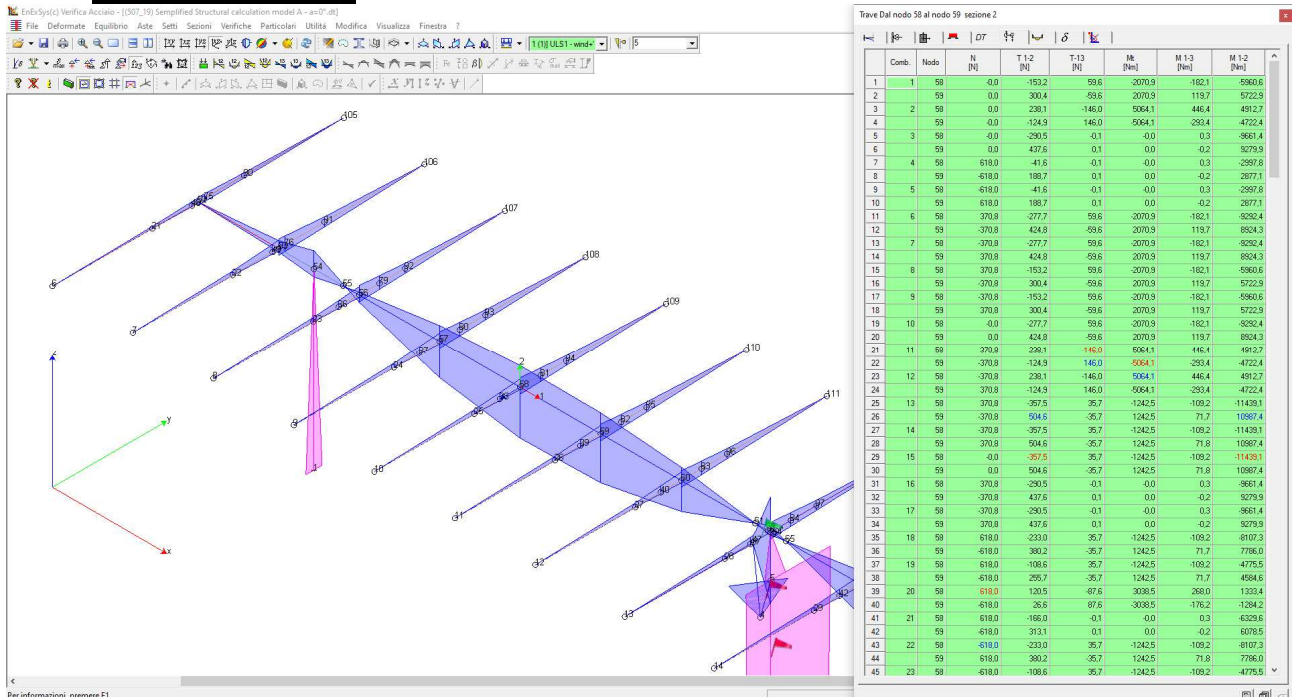 EnExSys(c) Verifica Acciaio - [(507_19) Semplified Structural calculation model A - a=0°.dt]
File Deformate Equilibrio Aste Setti Sezioni Verifiche Particolari Utilità Modifica Visualizza Finestra ?
1 (1)| ULS1 - wind+'
5
Trave Dal nodo 58 al nodo 59 sezione 2
DT
δ
Comb. Nodo N [N] T 1-2 [N] T-13 [N] Mt [Nm] M 1-3 [Nm] M 1-2 [Nm]
1 1 58 -0,0 -153,2 59,6 -2070,9 -182,1 -5960,6
2 59 0,0 300,4 -59,6 2070,9 119,7 5722,9
3 2 58 0,0 238,1 -146,0 5064,1 446,4 4912,7
4 59 -0,0 -124,9 146,0 -5064,1 -293,4 -4722,4
5 3 58 -0,0 -290,5 -0,1 -0,0 0,3 -9661,4
6 59 0,0 437,6 0,1 0,0 -0,2 9279,9
7 4 58 618,0 -41,6 -0,1 -0,0 0,3 -2997,8
8 59 -618,0 188,7 0,1 0,0 -0,2 2877,1
9 5 58 -618,0 -41,6 -0,1 -0,0 0,3 -2997,8
10 59 618,0 188,7 0,1 0,0 -0,2 2877,1
11 6 58 370,8 -277,7 59,6 -2070,9 -182,1 -9292,4
12 59 -370,8 424,8 -59,6 2070,9 119,7 8924,3
13 7 58 -370,8 -277,7 59,6 -2070,9 -182,1 -9292,4
14 59 370,8 424,8 -59,6 2070,9 119,7 8924,3
15 8 58 370,8 -153,2 59,6 -2070,9 -182,1 -5960,6
16 59 -370,8 300,4 -59,6 2070,9 119,7 5722,9
17 9 58 -370,8 -153,2 59,6 -2070,9 -182,1 -5960,6
18 59 370,8 300,4 -59,6 2070,9 119,7 5722,9
19 10 58 -0,0 -277,7 59,6 -2070,9 -182,1 -9292,4
20 59 0,0 424,8 -59,6 2070,9 119,7 8924,3
21 11 58 370,8 238,1 -146,0 5064,1 446,4 4912,7
22 59 -370,8 -124,9 146,0 -5064,1 -293,4 -4722,4
23 12 58 -370,8 238,1 -146,0 5064,1 446,4 4912,7
24 59 370,8 -124,9 146,0 -5064,1 -293,4 -4722,4
25 13 58 370,8 -357,5 35,7 -1242,5 -109,2 -11439,1
26 59 -370,8 504,6 -35,7 1242,5 71,7 10987,4
27 14 58 -370,8 -357,5 35,7 -1242,5 -109,2 -11439,1
28 59 370,8 504,6 -35,7 1242,5 71,8 10987,4
29 15 58 -0,0 -357,5 35,7 -1242,5 -109,2 -11439,1
30 59 0,0 504,6 -35,7 1242,5 71,8 10987,4
31 16 58 370,8 -290,5 -0,1 -0,0 0,3 -9661,4
32 59 -370,8 437,6 0,1 0,0 -0,2 9279,9
33 17 58 -370,8 -290,5 -0,1 -0,0 0,3 -9661,4
34 59 370,8 437,6 0,1 0,0 -0,2 9279,9
35 18 58 618,0 -233,0 35,7 -1242,5 -109,2 -8107,3
36 59 -618,0 380,2 -35,7 1242,5 71,7 7786,0
37 19 58 618,0 -108,6 35,7 -1242,5 -109,2 -4775,5
38 59 -618,0 255,7 -35,7 1242,5 71,7 4584,6
39 20 58 618,0 120,5 -87,6 3038,5 268,0 1333,4
40 59 -618,0 26,6 87,6 -3038,5 -176,2 -1284,2
41 21 58 618,0 -166,0 -0,1 -0,0 0,3 -6329,6
42 59 -618,0 313,1 0,1 0,0 -0,2 6078,5
43 22 58 -618,0 -233,0 35,7 -1242,5 -109,2 -8107,3
44 59 618,0 380,2 -35,7 1242,5 71,8 7786,0
45 23 58 -618,0 -108,6 35,7 -1242,5 -109,2 -4775,5
105
106
107
108
109
110
111
6
7
8
9
10
11
12
13
14
54
55
z
y
x
2
1
Per informazioni, premere F1